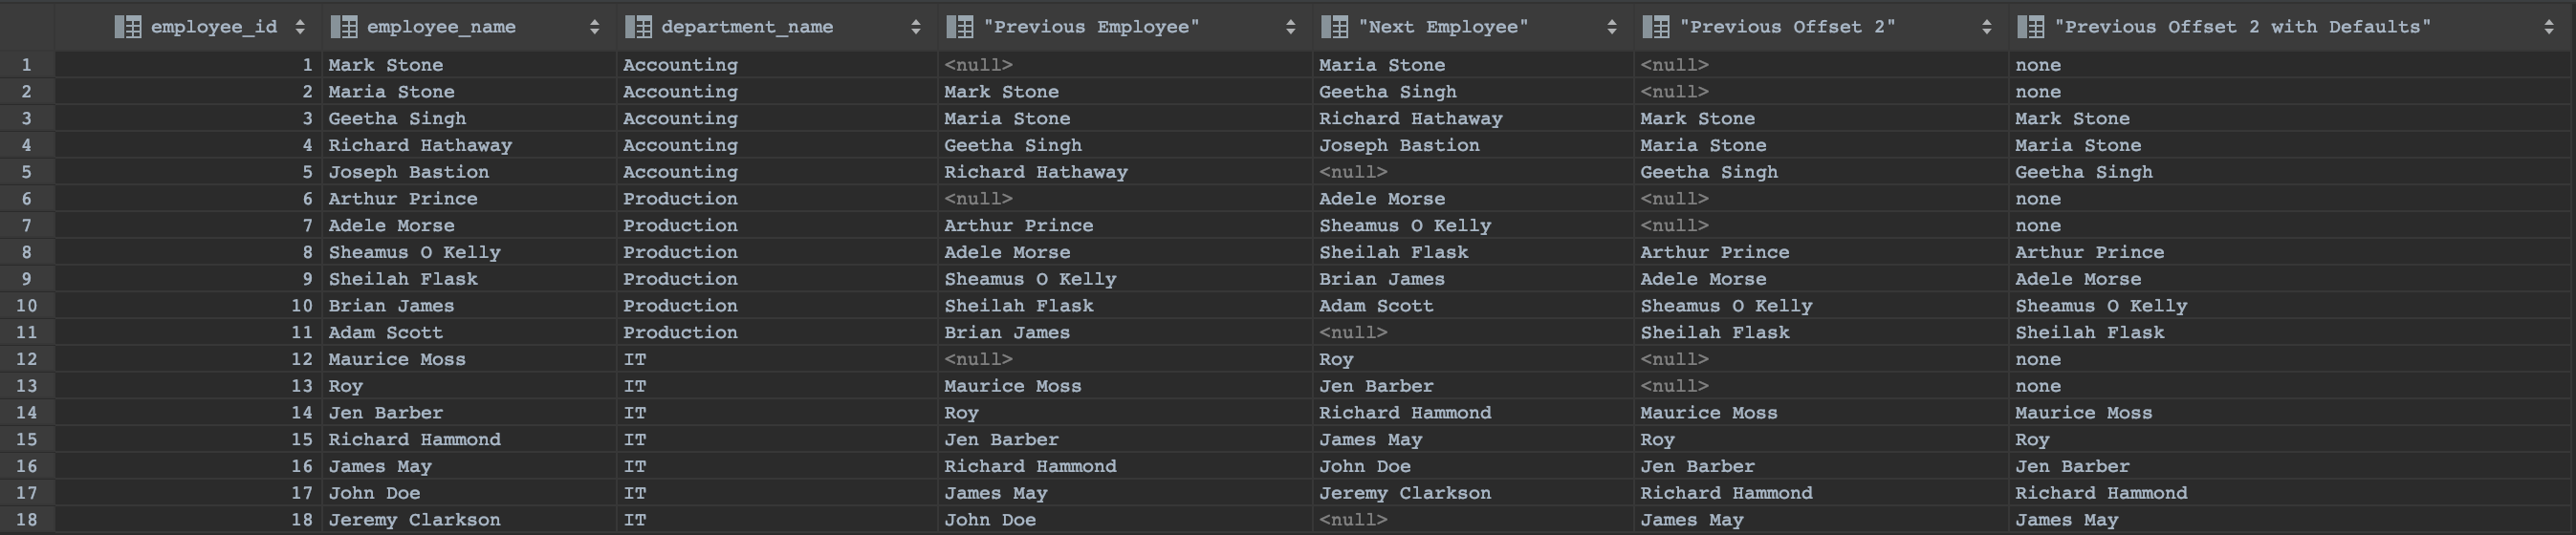 employee_id employee_name department_name "Previous Employee" "Next Employee" "Previous Offset 2" "Previous Offset 2 with Defaults"
1 1 Mark Stone Accounting <null> Maria Stone <null> none
2 2 Maria Stone Accounting Mark Stone Geetha Singh <null> none
3 3 Geetha Singh Accounting Maria Stone Richard Hathaway Mark Stone Mark Stone
4 4 Richard Hathaway Accounting Geetha Singh Joseph Bastion Maria Stone Maria Stone
5 5 Joseph Bastion Accounting Richard Hathaway <null> Geetha Singh Geetha Singh
6 6 Arthur Prince Production <null> Adele Morse <null> none
7 7 Adele Morse Production Arthur Prince Sheamus O Kelly <null> none
8 8 Sheamus O Kelly Production Adele Morse Sheilah Flask Arthur Prince Arthur Prince
9 9 Sheilah Flask Production Sheamus O Kelly Brian James Adele Morse Adele Morse
10 10 Brian James Production Sheilah Flask Adam Scott Sheamus O Kelly Sheamus O Kelly
11 11 Adam Scott Production Brian James <null> Sheilah Flask Sheilah Flask
12 12 Maurice Moss IT <null> Roy <null> none
13 13 Roy IT Maurice Moss Jen Barber <null> none
14 14 Jen Barber IT Roy Richard Hammond Maurice Moss Maurice Moss
15 15 Richard Hammond IT Jen Barber James May Roy Roy
16 16 James May IT Richard Hammond John Doe Jen Barber Jen Barber
17 17 John Doe IT James May Jeremy Clarkson Richard Hammond Richard Hammond
18 18 Jeremy Clarkson IT John Doe <null> James May James May